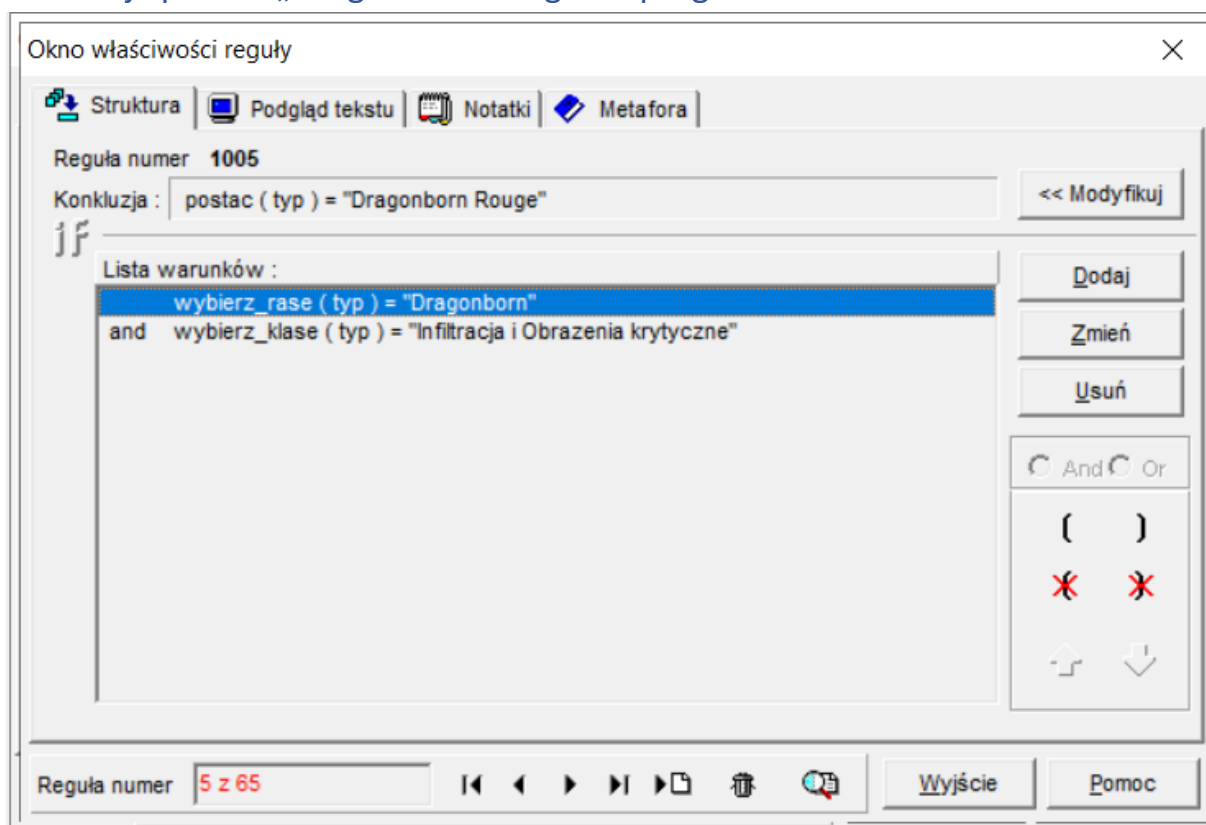 Okno właściwości reguły
Struktura Podgląd tekstu Notatki Metafora
Reguła numer 1005
Konkluzja : postac ( typ ) = "Dragonborn Rouge" << Modyfikuj
if
Lista warunków : Dodaj
wybierz_rase ( typ ) = "Dragonborn"
and wybierz_klase ( typ ) = "Infiltracja i Obrazenia krytyczne" Zmień
Usuń
And Or
( )
Reguła numer 5 z 65 Wyjście Pomoc